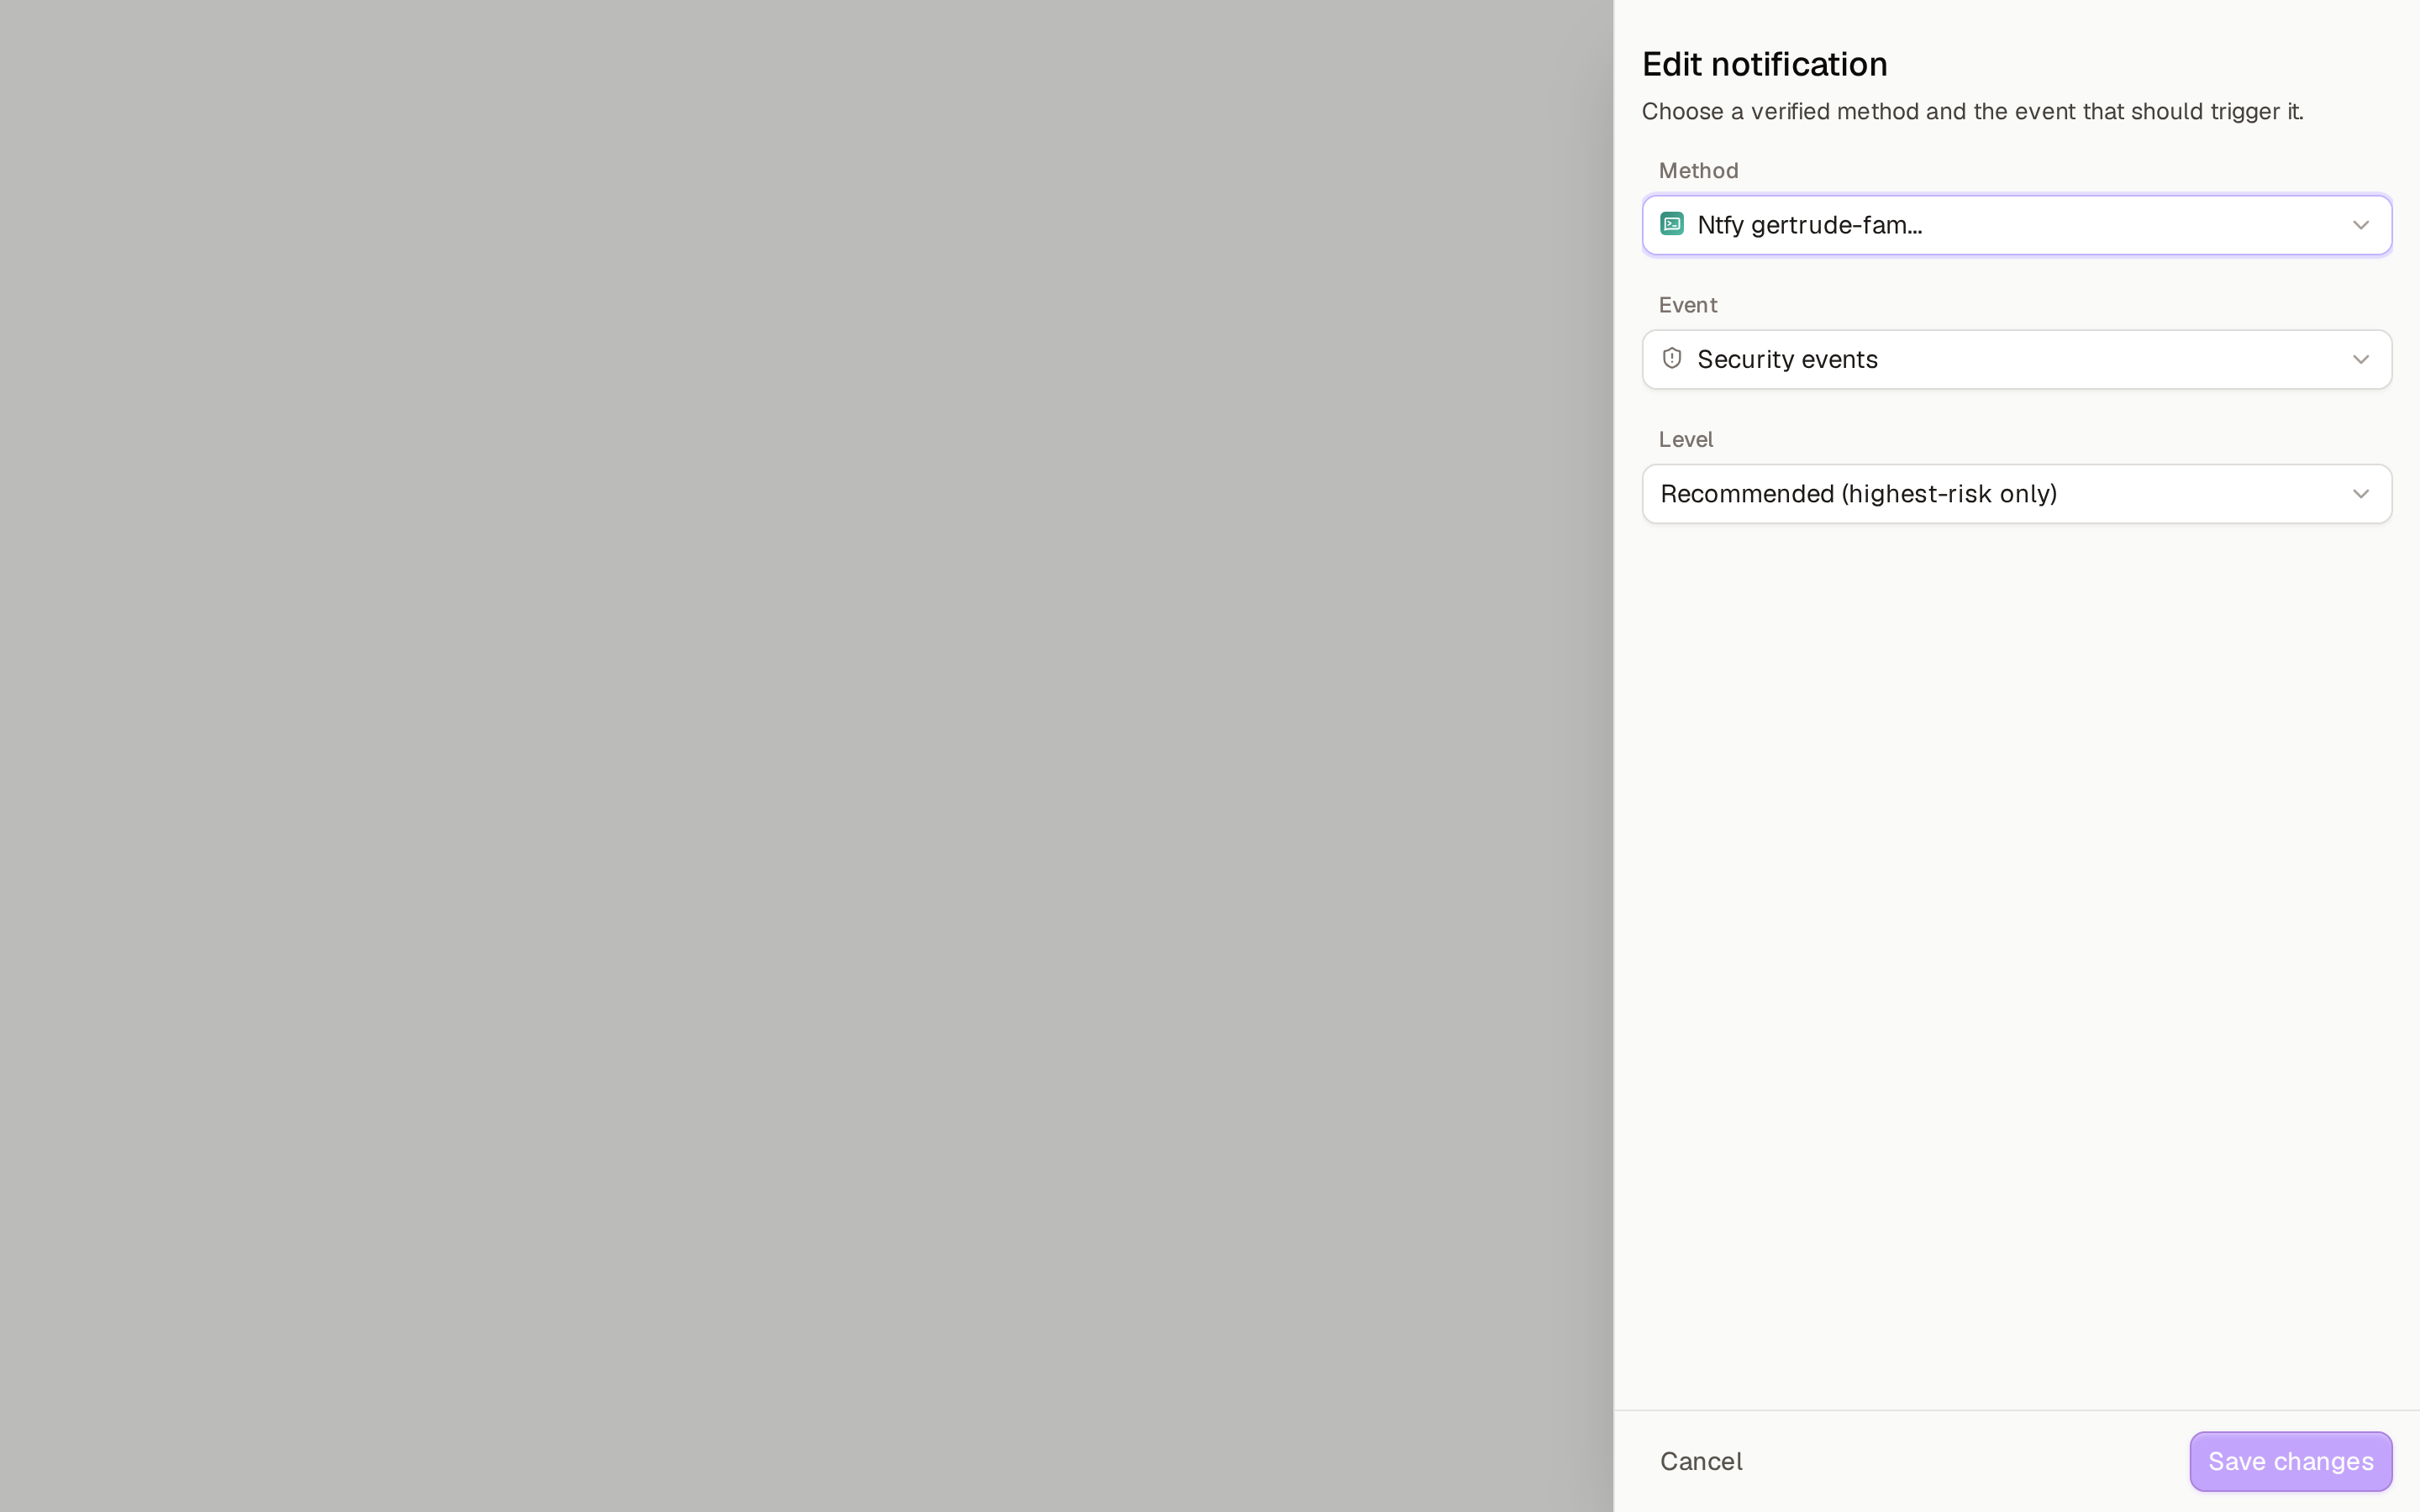 Edit notification
Choose a verified method and the event that should trigger it.
Method
Ntfy gertrude-fam...
Event
Security events
Level
Recommended (highest-risk only)
Cancel
Save changes